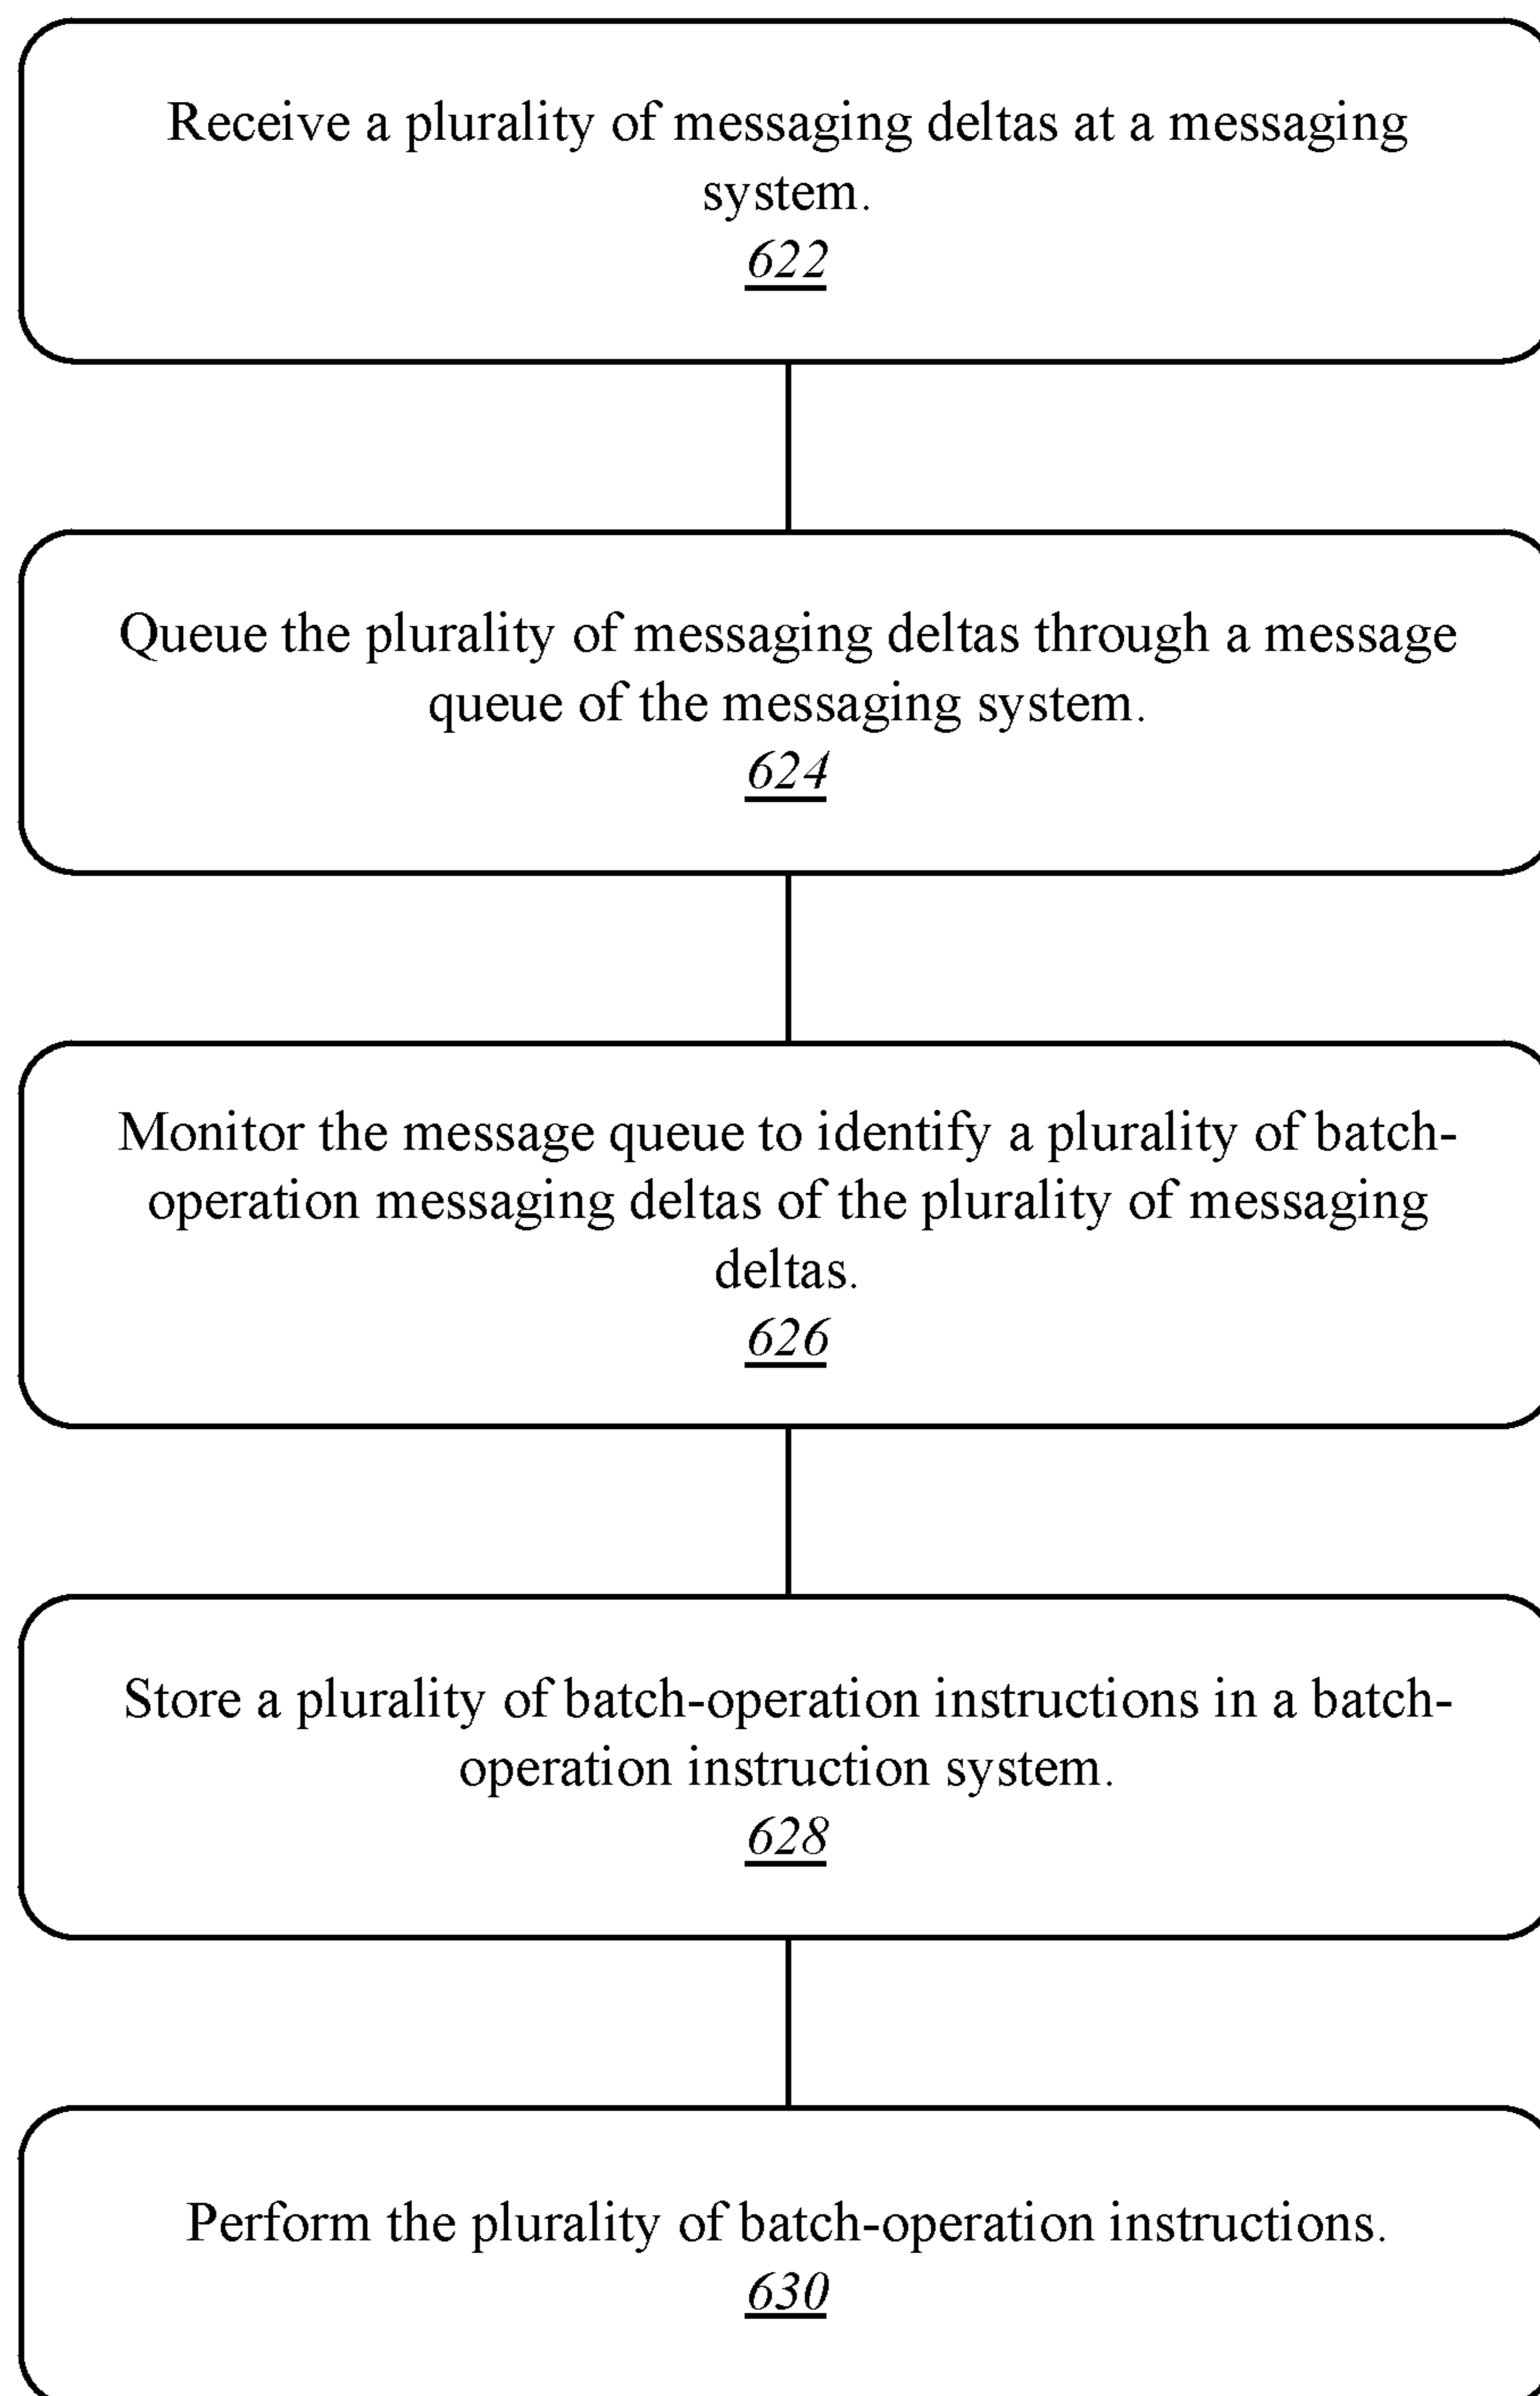 Receive a plurality of messaging deltas at a messaging
system.
622
Queue the plurality of messaging deltas through a message
queue of the messaging system.
624
Monitor the message queue to identify a plurality of batch-
operation messaging deltas of the plurality of messaging
deltas.
626
Store a plurality of batch-operation instructions in a batch-
operation instruction system.
628
Perform the plurality of batch-operation instructions.
630